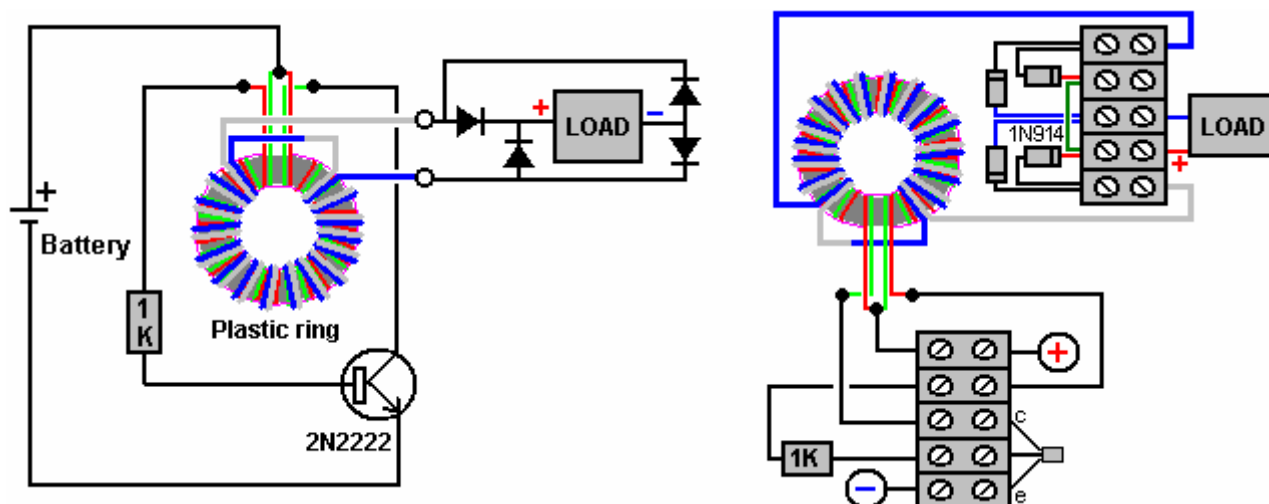 +
Battery
1
K
Plastic ring
2N2222
+
LOAD
-
1N914
LOAD
+
+
1K
c
-
e